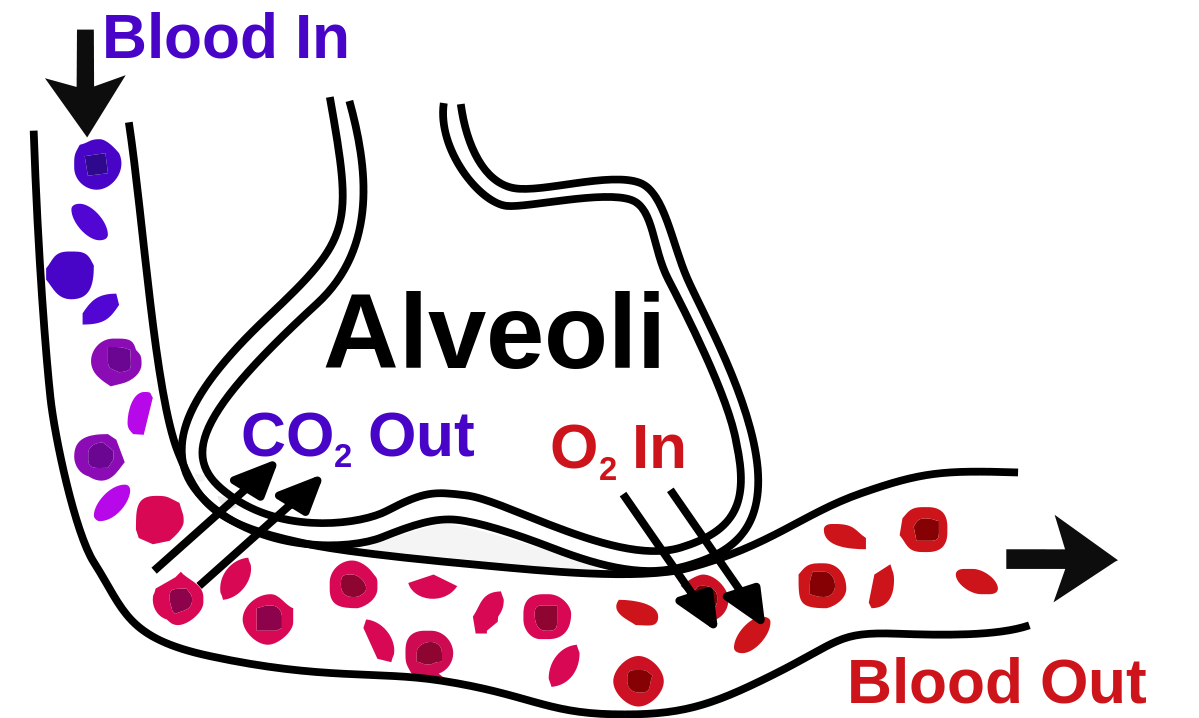 Blood In
Alveoli
CO₂ Out
O₂ In
Blood Out